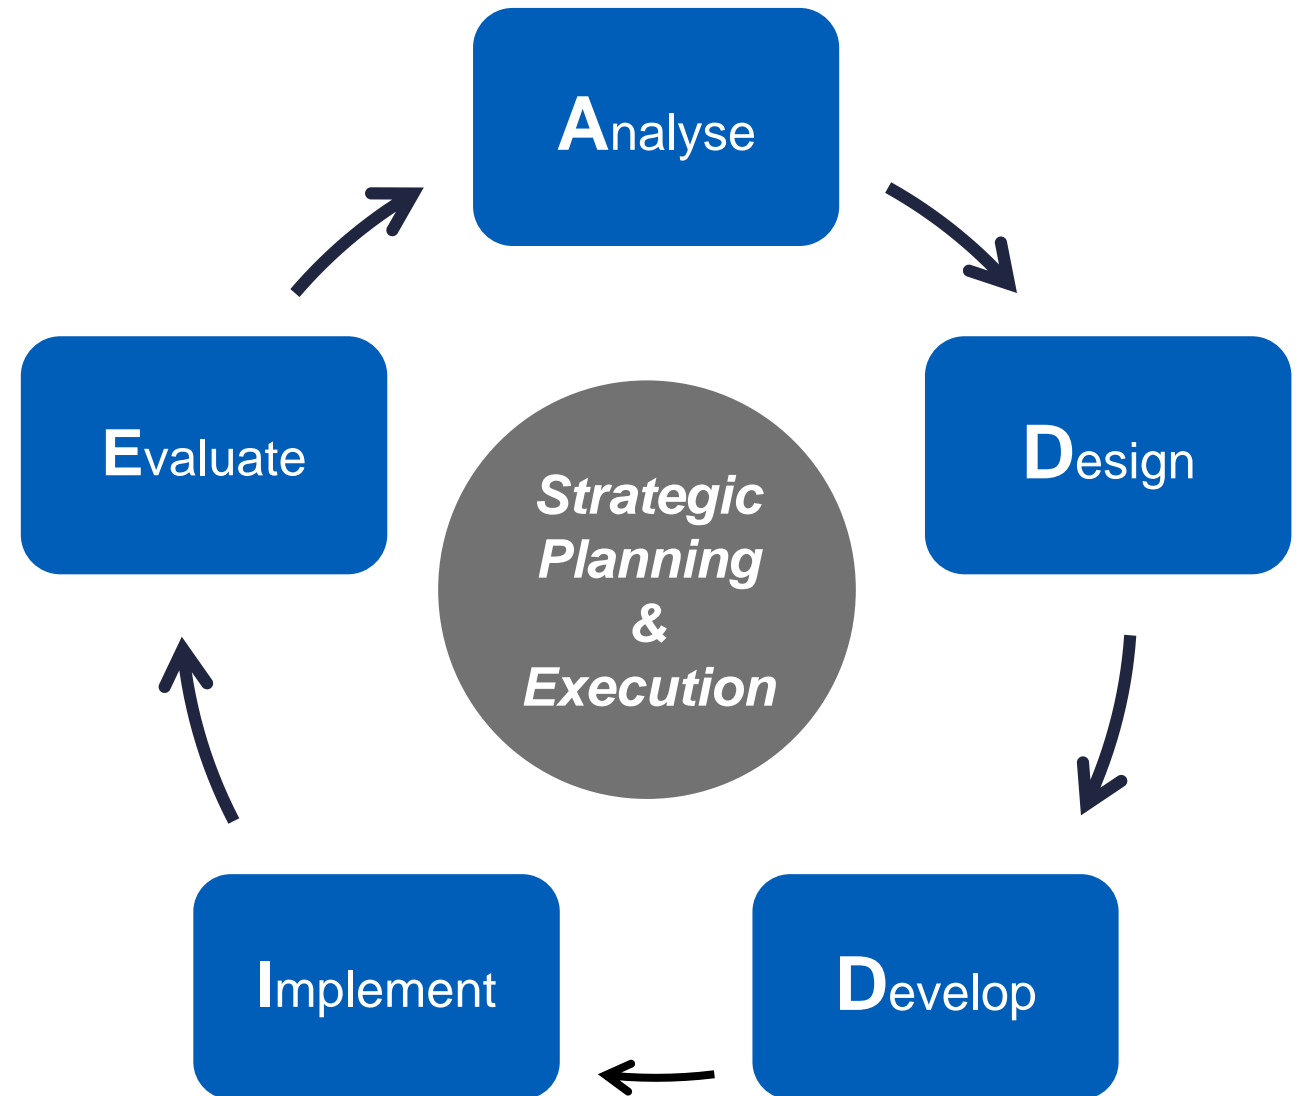 Analyse
Design
Develop
Implement
Evaluate
Strategic
Planning
&
Execution